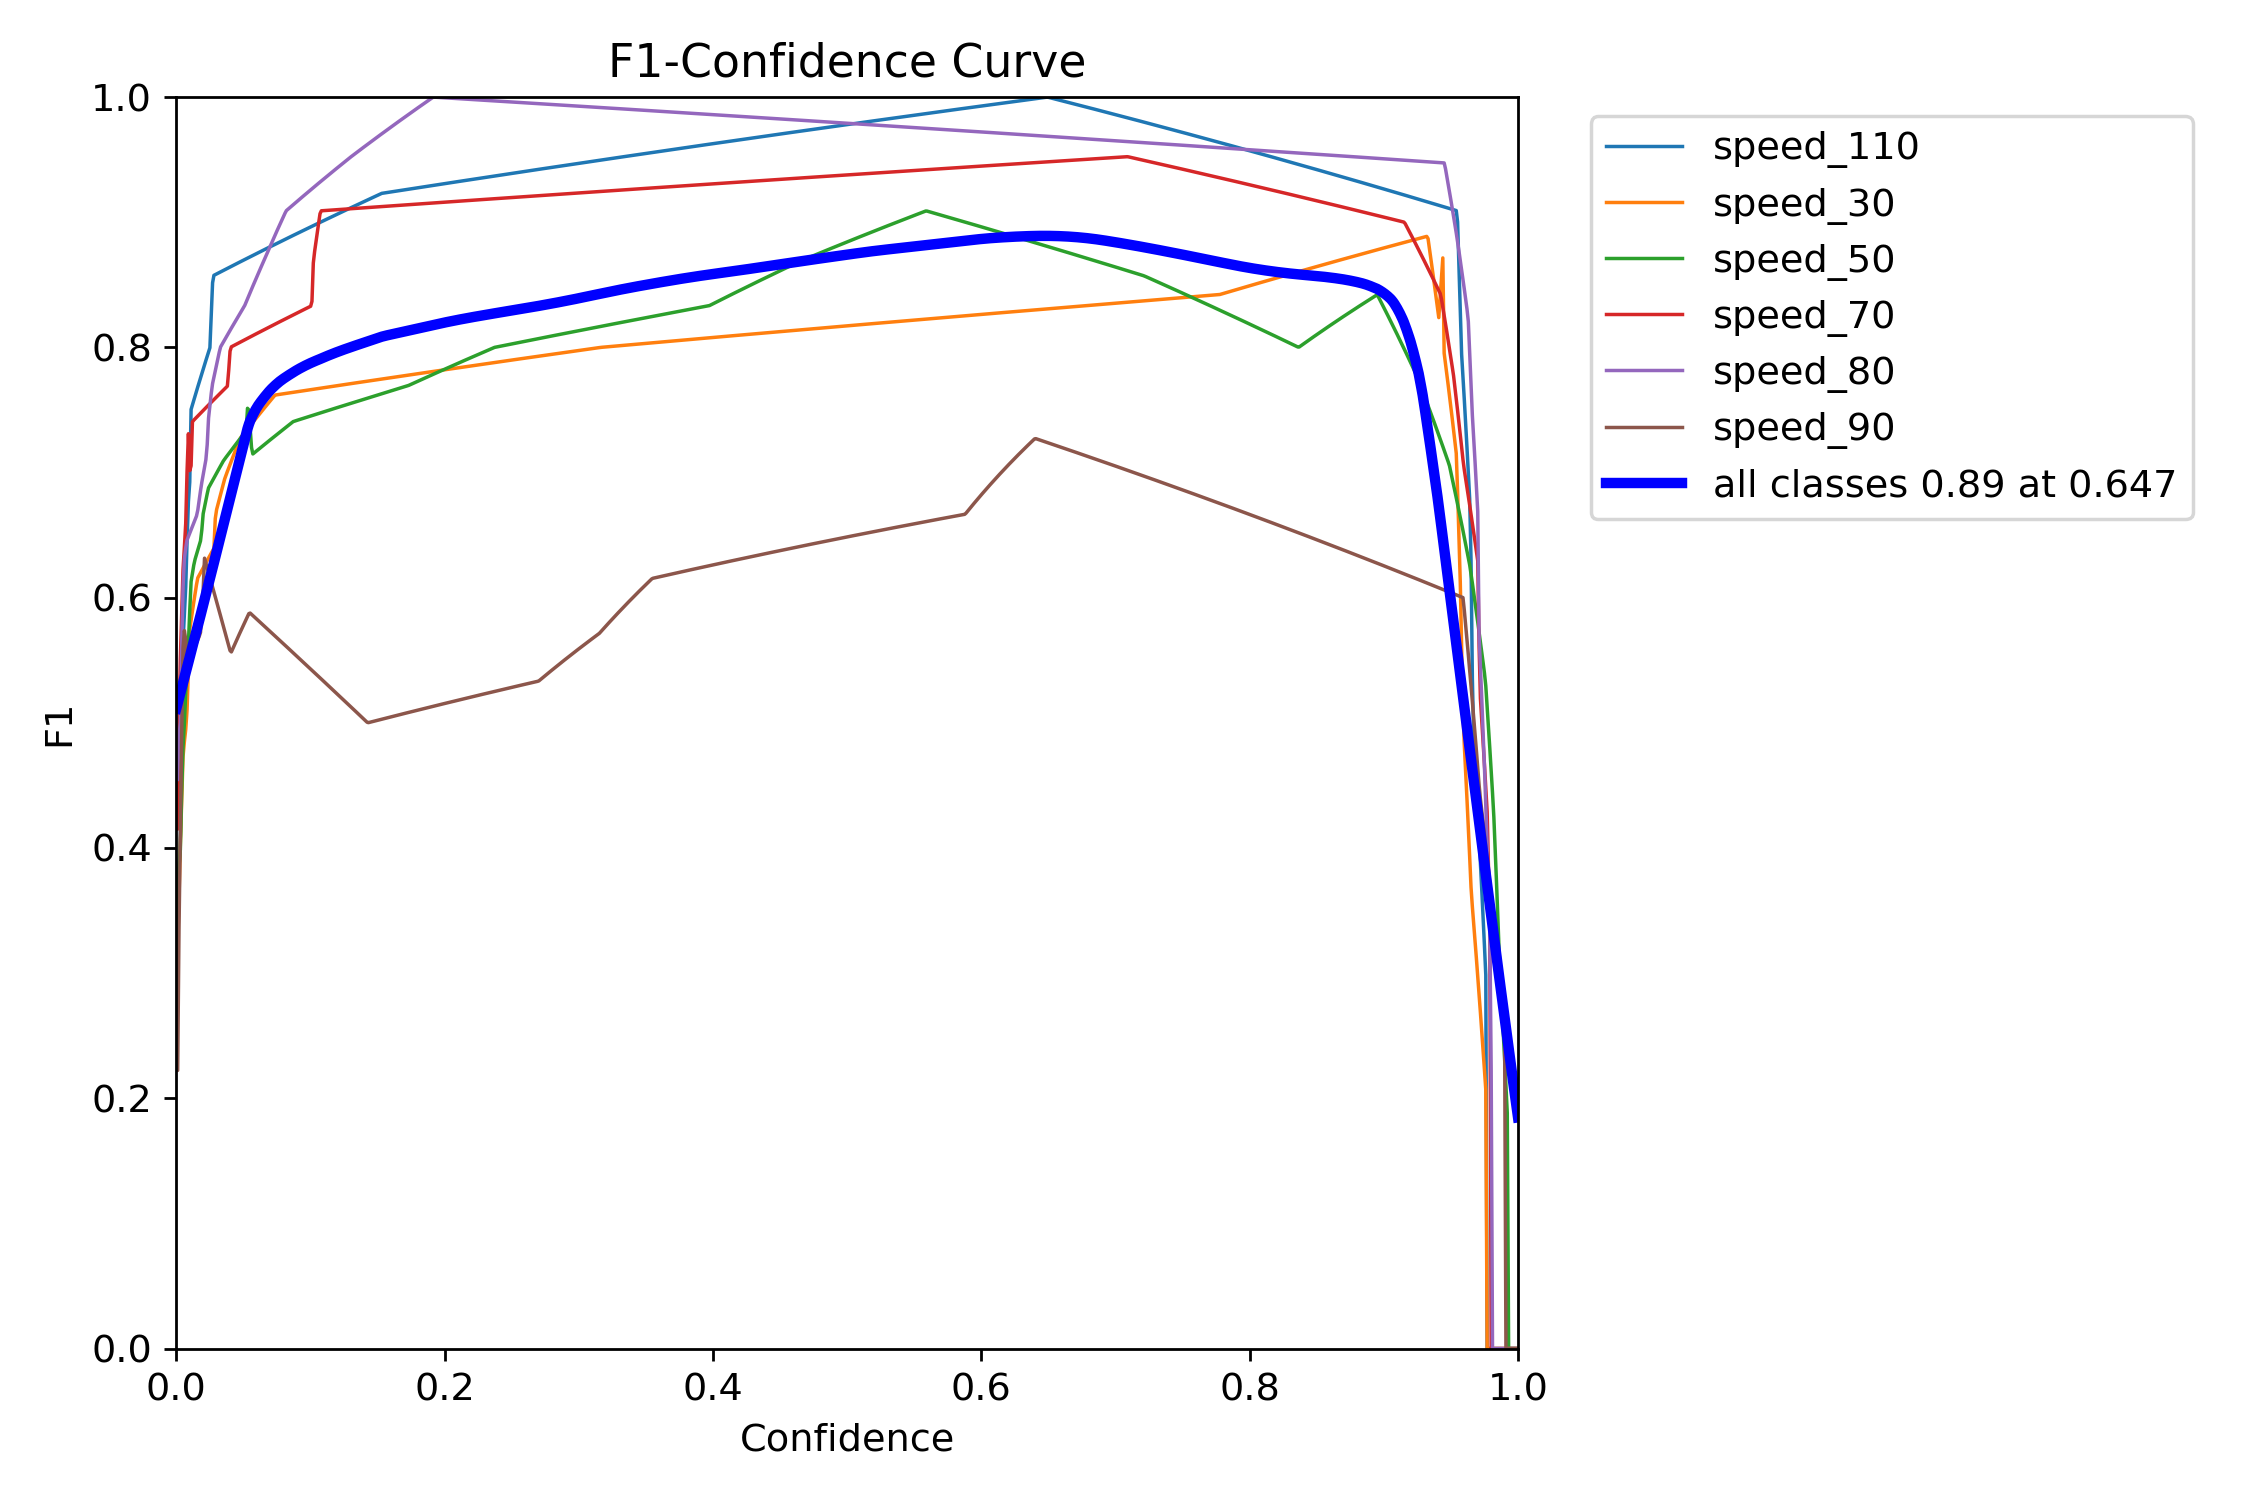 F1-Confidence Curve
1.0
0.8
0.6
0.4
0.2
0.0
F1
0.0 0.2 0.4 0.6 0.8 1.0
Confidence
speed_110
speed_30
speed_50
speed_70
speed_80
speed_90
all classes 0.89 at 0.647